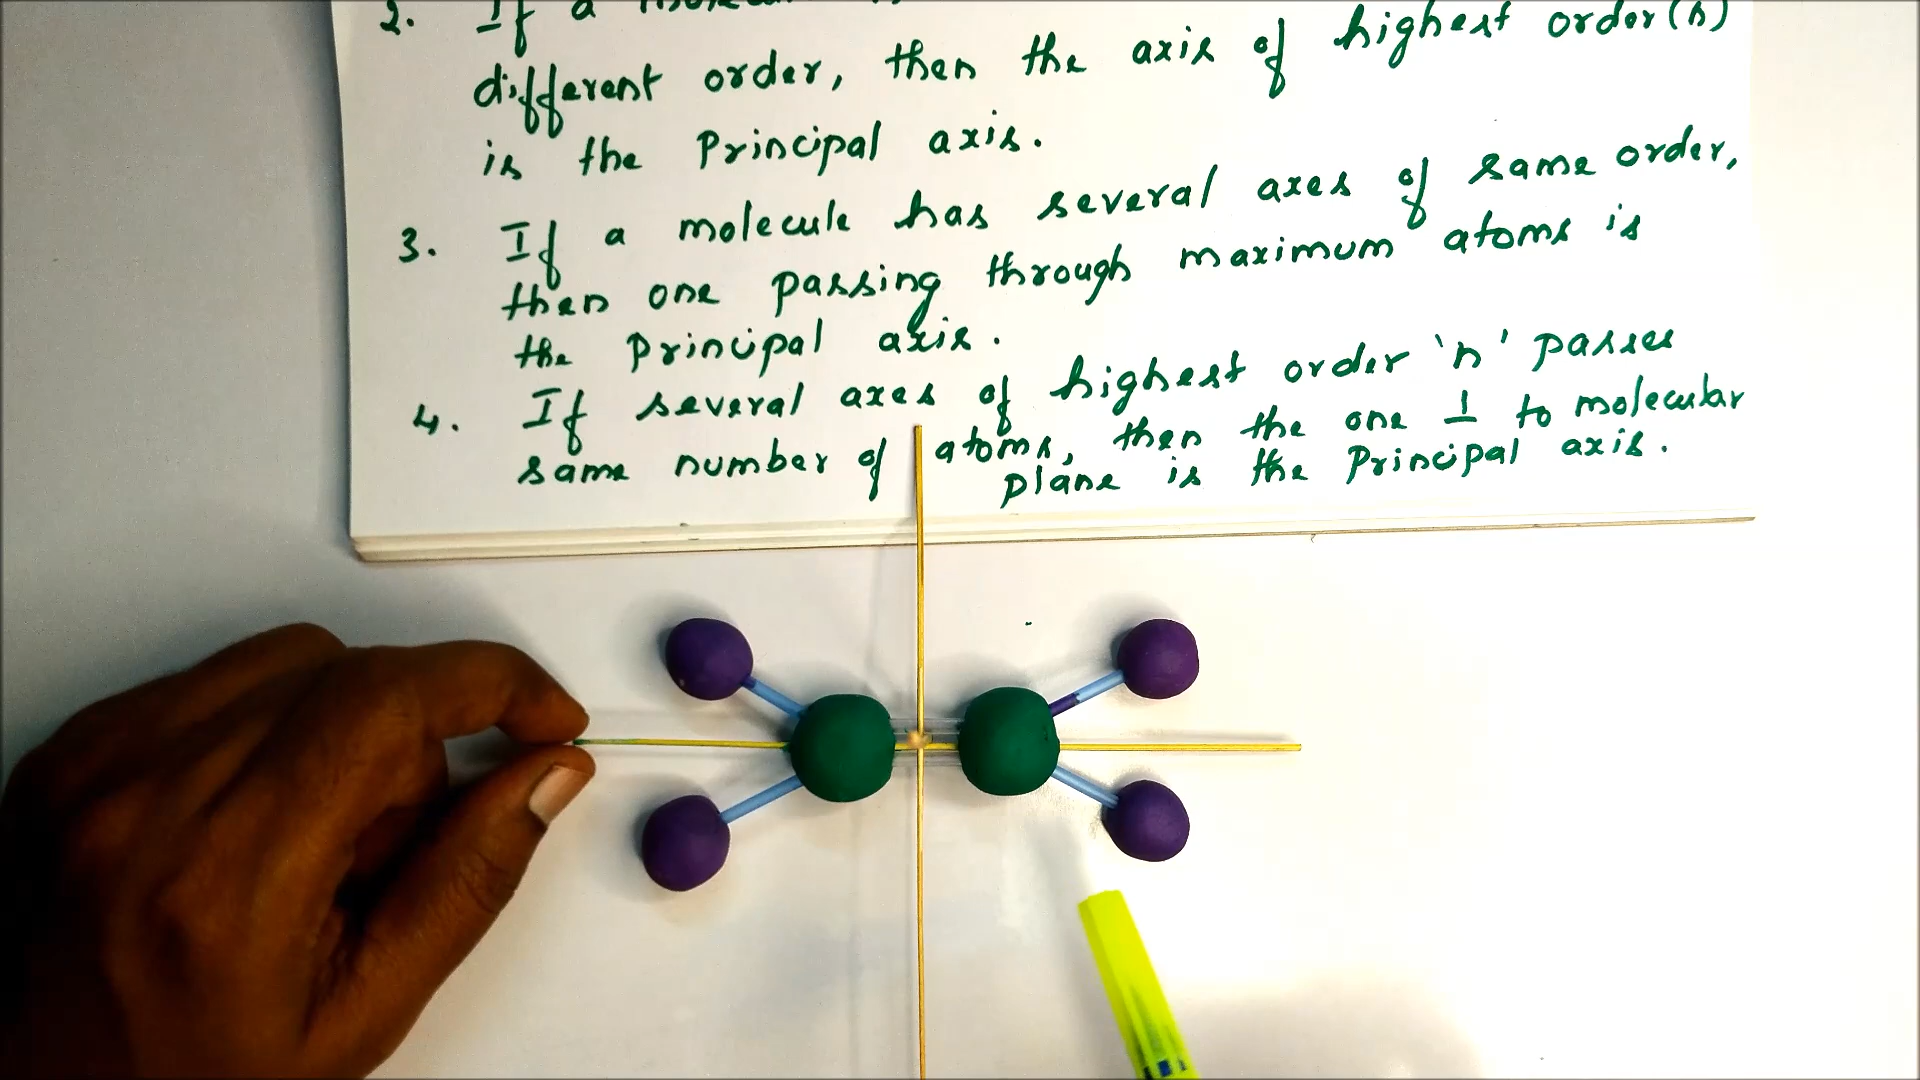 2. If a
different order, then the axis of highest order(n)
is the Principal axis.
3. If a molecule has several axes of same order,
then one passing through maximum atoms is
the Principal axis.
4. If several axes of highest order 'n' passes
same number of atoms, then the one ⊥ to molecular
plane is the Principal axis.